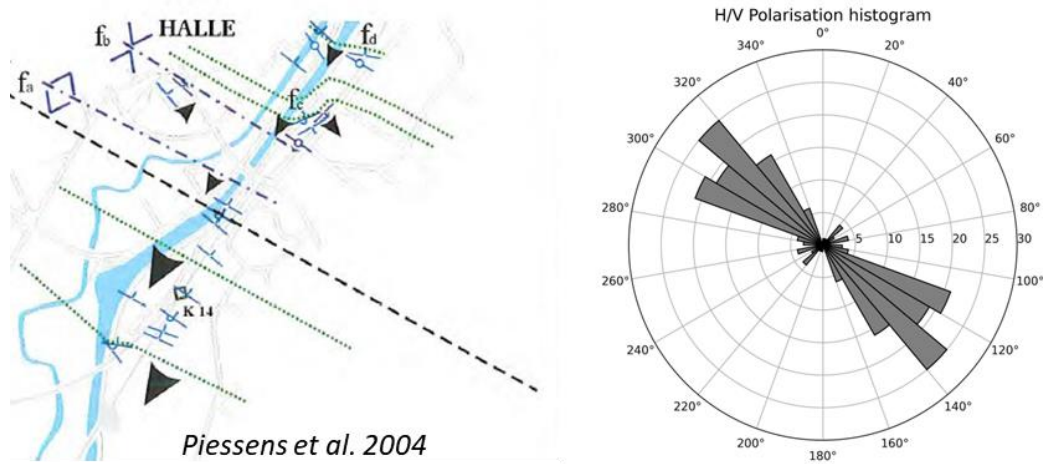 HALLE
fb
fd
fa
fc
K 14
Piessens et al. 2004
H/V Polarisation histogram
0°
340° 20°
320° 40°
300° 60°
280° 80°
5 10 15 20 25 30
260° 100°
240° 120°
220° 140°
200° 160°
180°